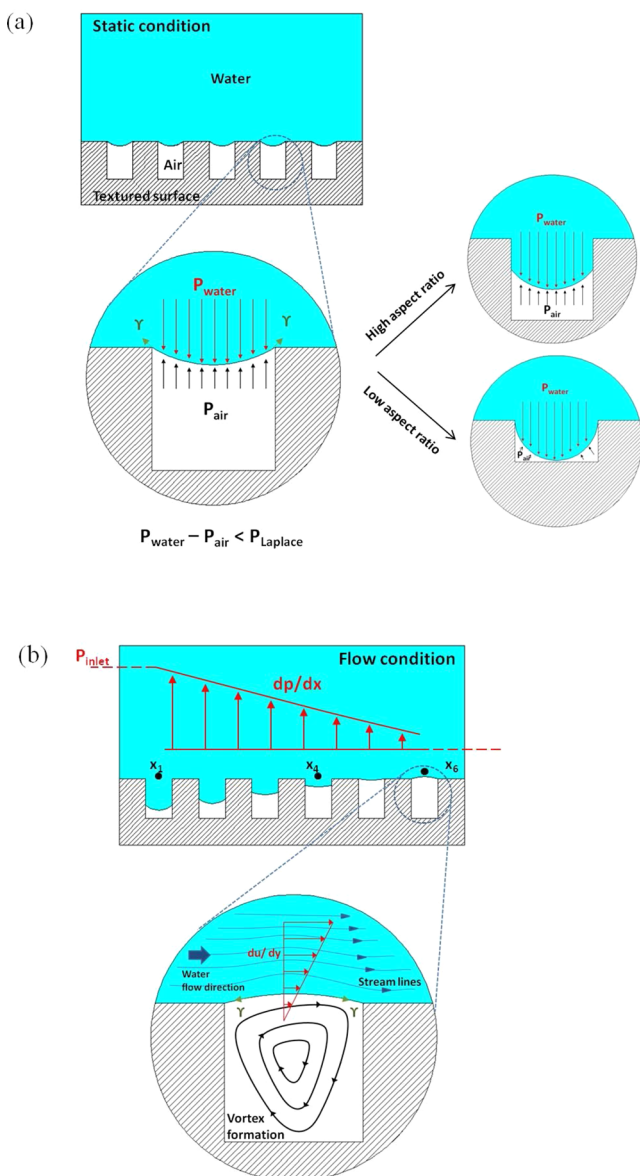 (a)
Static condition
Water
Air
Textured surface
Pwater
ϒ ϒ
Pair
Pwater – Pair < PLaplace
High aspect ratio
Low aspect ratio
Pwater
Pair
Pwater
Pair
(b)
Pinlet
Flow condition
dp/dx
x1 x4 x6
du/dy
Water
flow direction
Stream lines
ϒ ϒ
Vortex
formation